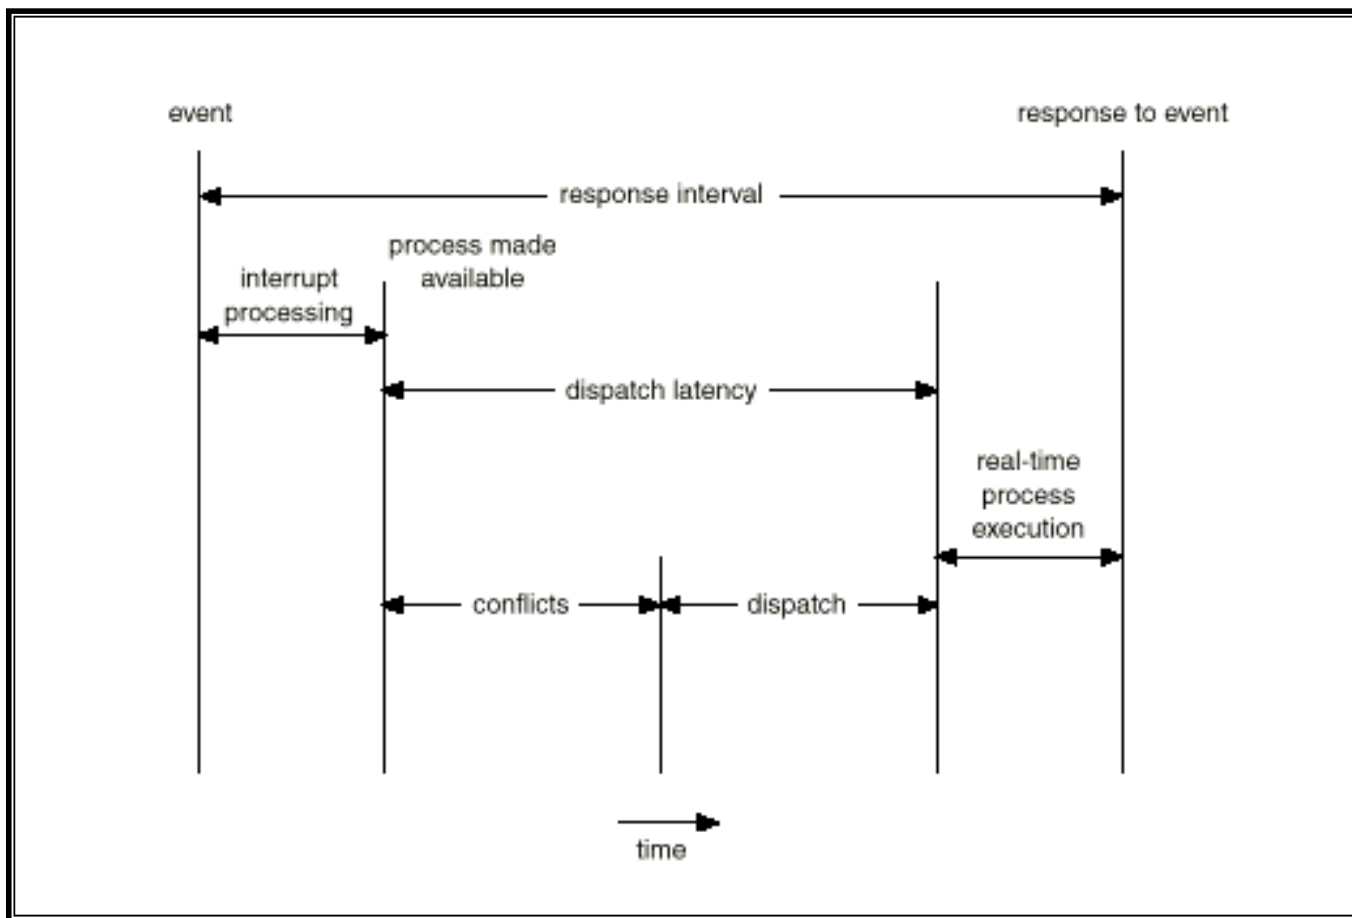 event
response to event
response interval
process made
available
interrupt
processing
dispatch latency
real-time
process
execution
conflicts
dispatch
time